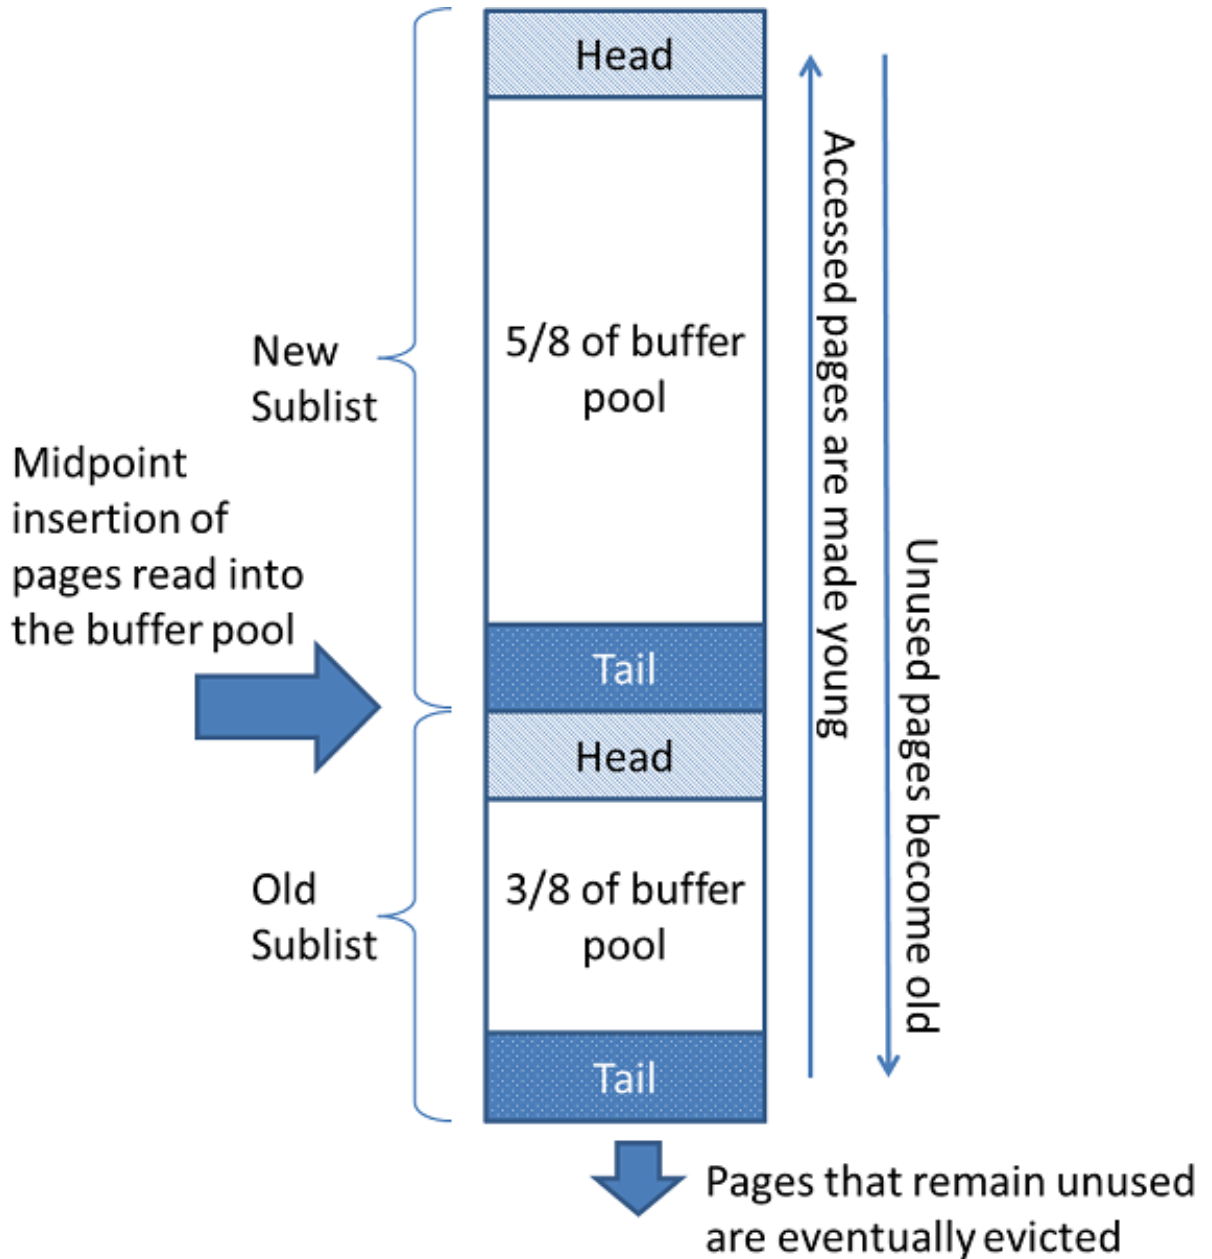 Head
5/8 of buffer
pool
New
Sublist
Midpoint
insertion of
pages read into
the buffer pool
Tail
Head
Old
Sublist
3/8 of buffer
pool
Tail
Accessed pages are made young
Unused pages become old
Pages that remain unused
are eventually evicted